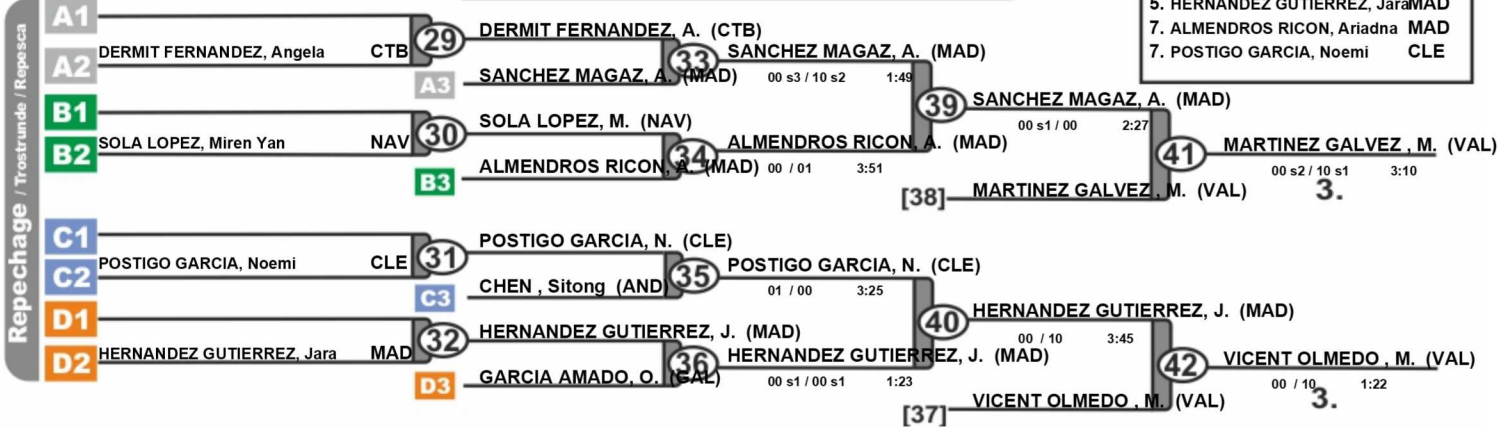 5. HERNANDEZ GUTIERREZ, Jara MAD
7. ALMENDROS RICON, Ariadna MAD
7. POSTIGO GARCIA, Noemi CLE
Repechage / Trostrunde / Repesca
A1
A2 DERMIT FERNANDEZ, Angela CTB
29
DERMIT FERNANDEZ, A. (CTB)
A3 SANCHEZ MAGAZ, A. (MAD)
33
SANCHEZ MAGAZ, A. (MAD)
00 s3 / 10 s2 1:49
B1
B2 SOLA LOPEZ, Miren Yan NAV
30
SOLA LOPEZ, M. (NAV)
B3 ALMENDROS RICON, A. (MAD)
34
ALMENDROS RICON, A. (MAD)
00 / 01 3:51
39
SANCHEZ MAGAZ, A. (MAD)
00 s1 / 00 2:27
[38] MARTINEZ GALVEZ , M. (VAL)
41
MARTINEZ GALVEZ , M. (VAL)
00 s2 / 10 s1 3:10
3.
C1
C2 POSTIGO GARCIA, Noemi CLE
31
POSTIGO GARCIA, N. (CLE)
C3 CHEN , Sitong (AND)
35
POSTIGO GARCIA, N. (CLE)
01 / 00 3:25
D1
D2 HERNANDEZ GUTIERREZ, Jara MAD
32
HERNANDEZ GUTIERREZ, J. (MAD)
D3 GARCIA AMADO, O. (GAL)
36
HERNANDEZ GUTIERREZ, J. (MAD)
00 s1 / 00 s1 1:23
40
HERNANDEZ GUTIERREZ, J. (MAD)
00 / 10 3:45
[37] VICENT OLMEDO , M. (VAL)
42
VICENT OLMEDO , M. (VAL)
00 / 10 1:22
3.